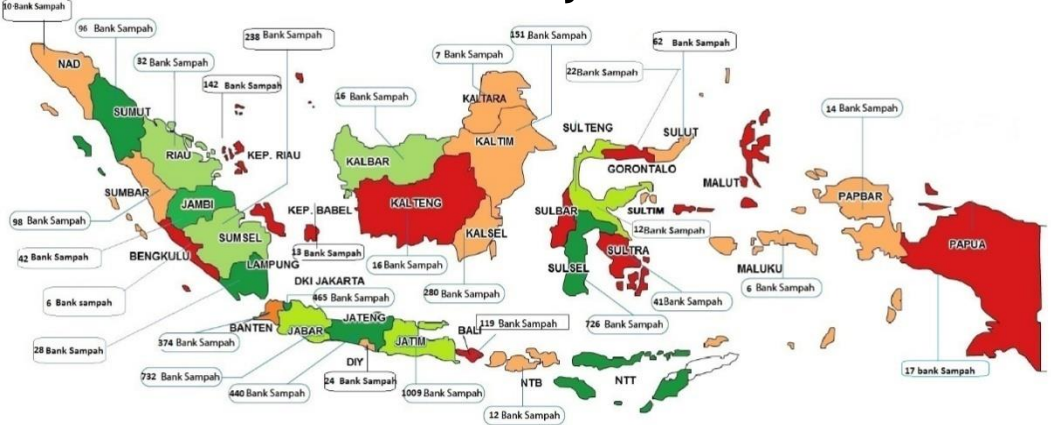 10 Bank Sampah
96 Bank Sampah
238 Bank Sampah
151 Bank Sampah
62 Bank Sampah
7 Bank Sampah
32 Bank Sampah
22Bank Sampah
142 Bank Sampah
16 Bank Sampah
14 Bank Sampah
NAD
KALTARA
SUMUT
SULTENG
SULUT
KALTIM
RIAU
KEP. RIAU
KALBAR
GORONTALO
MALUT
SUMBAR
PAPBAR
JAMBI
KALTENG
KEP. BABEL
SULBAR
SULTIM
98 Bank Sampah
SUMSEL
KALSEL
12Bank Sampah
PAPUA
42 Bank Sampah
BENGKULU
13 Bank Sampah
SULTRA
LAMPUNG
16 Bank Sampah
SULSEL
MALUKU
DKI JAKARTA
6 Bank Sampah
6 Bank sampah
465 Bank Sampah
280 Bank Sampah
41Bank Sampah
JATENG
BANTEN
JABAR
BALI
119 Bank Sampah
726 Bank Sampah
374 Bank Sampah
JATIM
28 Bank Sampah
DIY
17 bank Sampah
732 Bank Sampah
24 Bank Sampah
NTB
NTT
440 Bank Sampah
1009 Bank Sampah
12 Bank Sampah